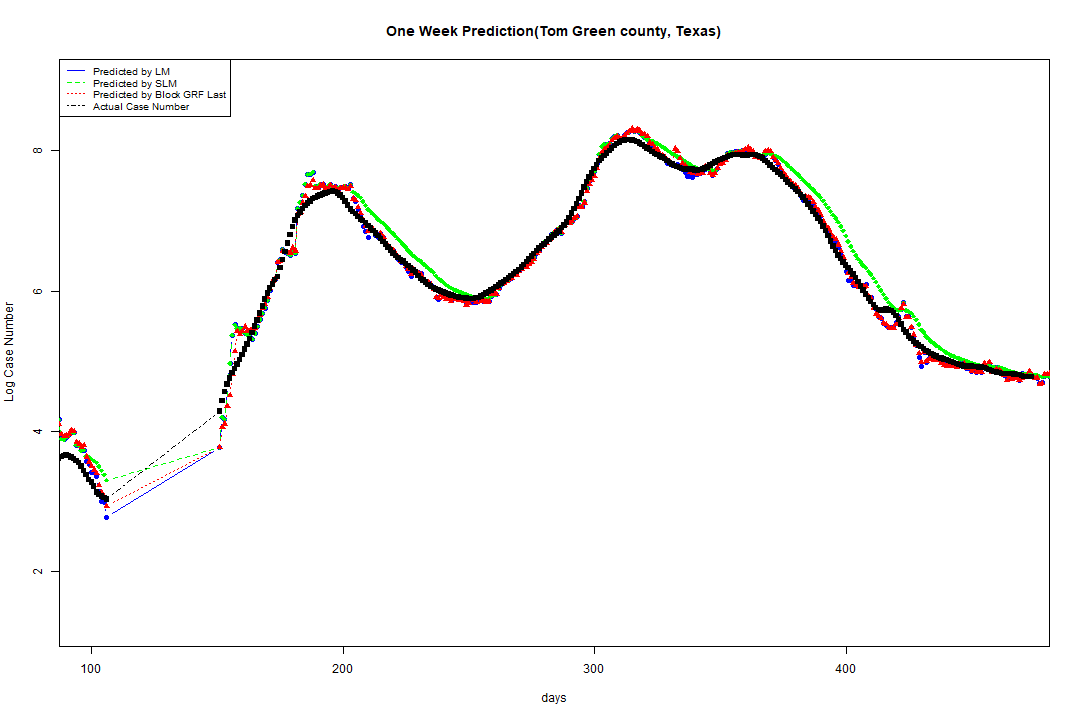 One Week Prediction(Tom Green county, Texas)
Predicted by LM
Predicted by SLM
Predicted by Block GRF Last
Actual Case Number
8
6
4
2
Log Case Number
100 200 300 400
days